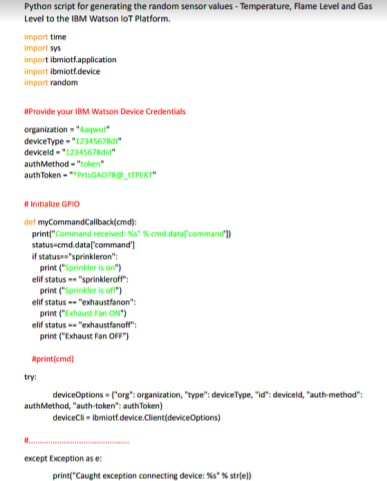 Python script for generating the random sensor values - Temperature, Flame Level and Gas
Level to the IBM Watson IoT Platform.
import time
import sys
import ibmiotf.application
import ibmiotf.device
import random
#Provide your IBM Watson Device Credentials
organization = "4aqwut"
deviceType = "12345678dt"
deviceId = "12345678did"
authMethod = "token"
authToken = "*PrtsGAO7B@_tTPEKT"
# Initialize GPIO
def myCommandCallback(cmd):
print("Command received: %s" % cmd.data['command'])
status=cmd.data['command']
if status=="sprinkleron":
print ("Sprinkler is on")
elif status == "sprinkleroff":
print ("Sprinkler is off")
elif status == "exhaustfanon":
print ("Exhaust Fan ON")
elif status == "exhaustfanoff":
print ("Exhaust Fan OFF")
#print(cmd)
try:
deviceOptions = {"org": organization, "type": deviceType, "id": deviceId, "auth-method":
authMethod, "auth-token": authToken}
deviceCli = ibmiotf.device.Client(deviceOptions)
#..............................................
except Exception as e:
print("Caught exception connecting device: %s" % str(e))